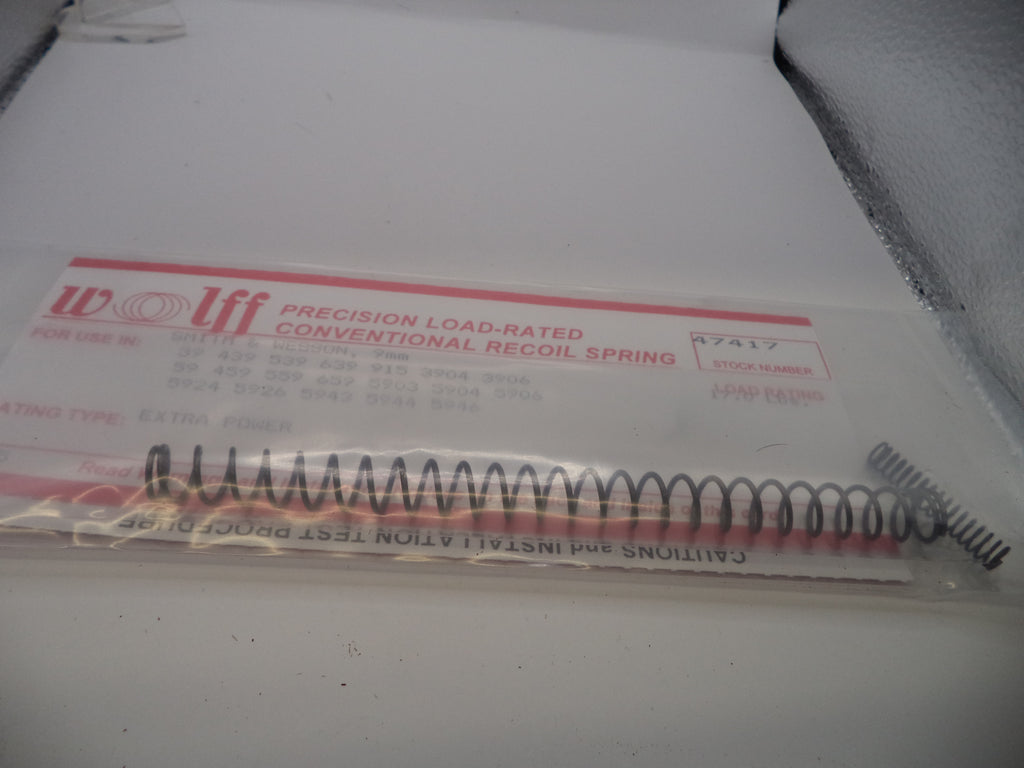 Wolff
PRECISION LOAD-RATED
CONVENTIONAL RECOIL SPRING
47417
STOCK NUMBER
FOR USE IN: SMITH & WESSON, 9mm
39 439 539 639 915 3904 3906
59 459 559 659 5903 5904 5906
5924 5926 5943 5944 5946
LOAD RATING
ATING TYPE: EXTRA POWER
Read
CAUTIONS and INSTALLATION TEST PROCEDURE